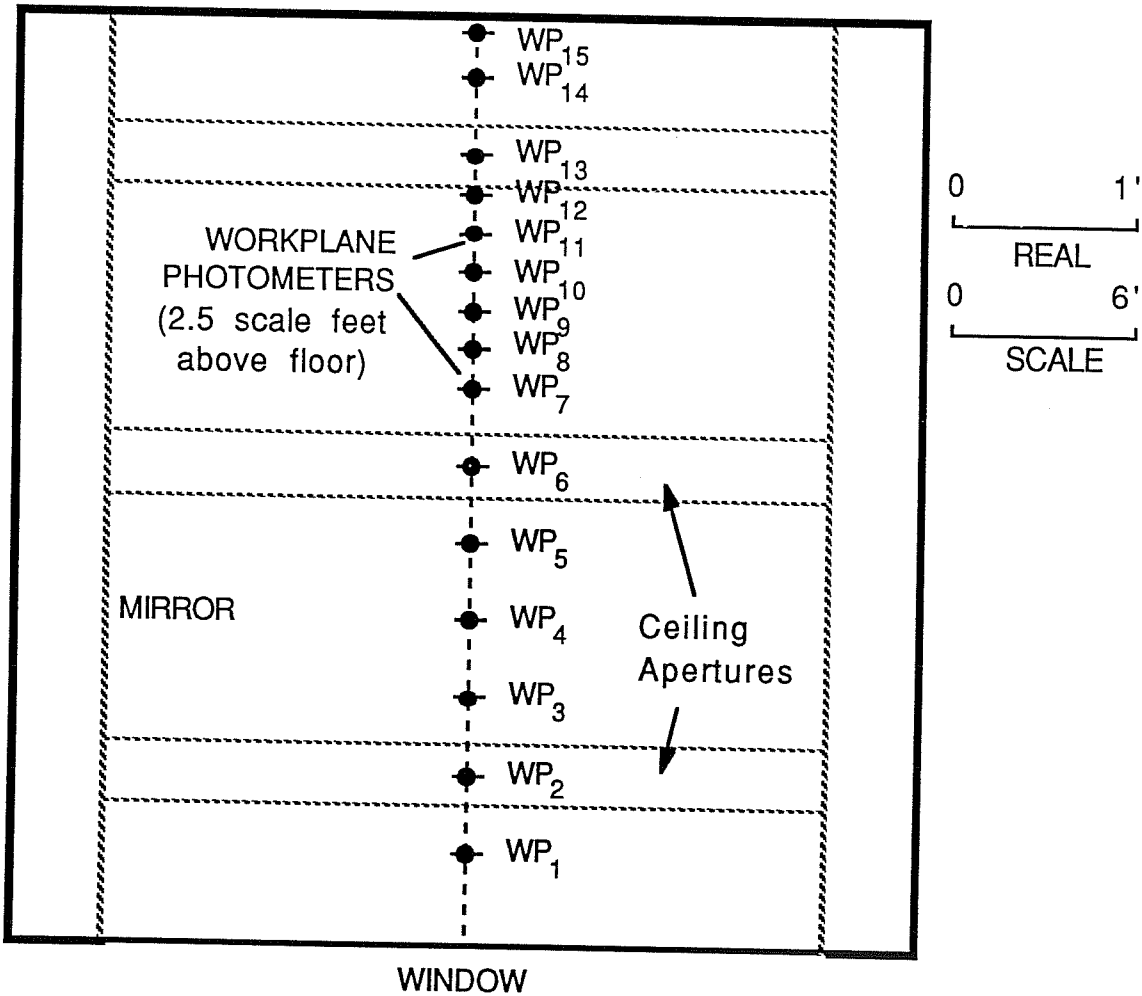 WP15
WP14
WP13
WP12
WP11
WP10
WP9
WP8
WP7
WORKPLANE
PHOTOMETERS
(2.5 scale feet
above floor)
0 1'
REAL
0 6'
SCALE
WP6
WP5
MIRROR
WP4
Ceiling
Apertures
WP3
WP2
WP1
WINDOW